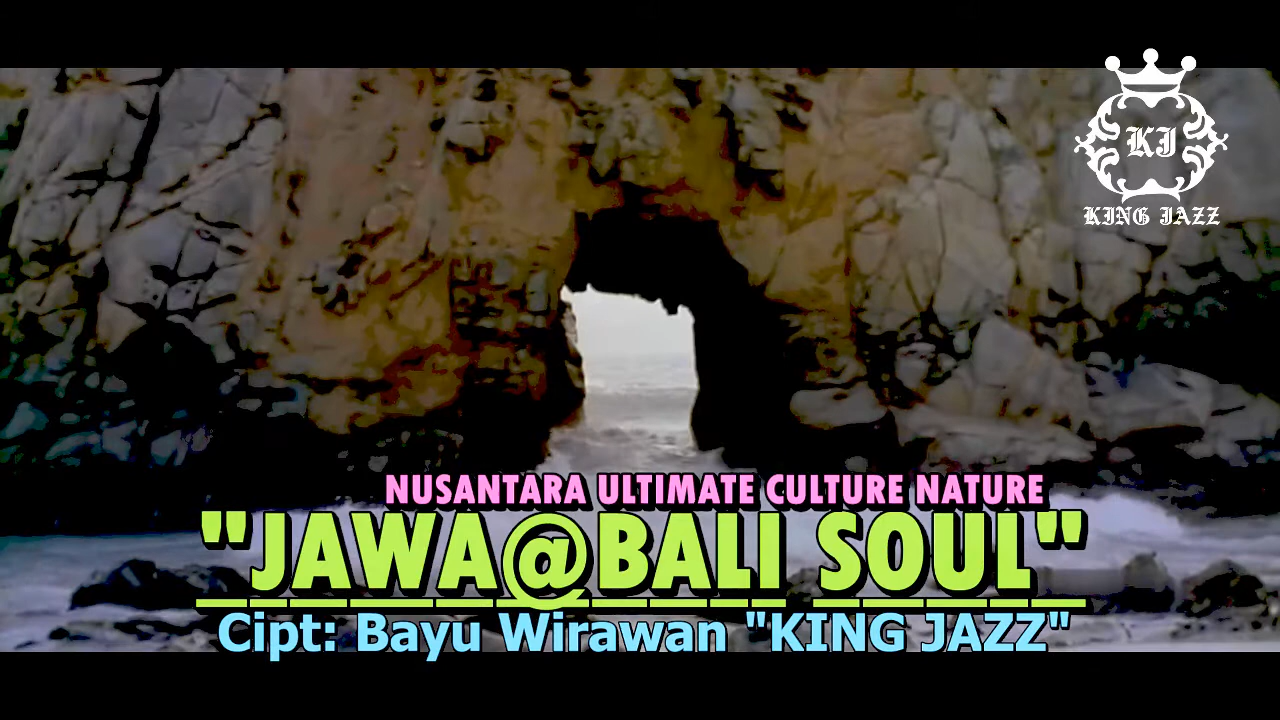 KJ
KING JAZZ
NUSANTARA ULTIMATE CULTURE NATURE
"JAWA@BALI SOUL"
Cipt: Bayu Wirawan "KING JAZZ"